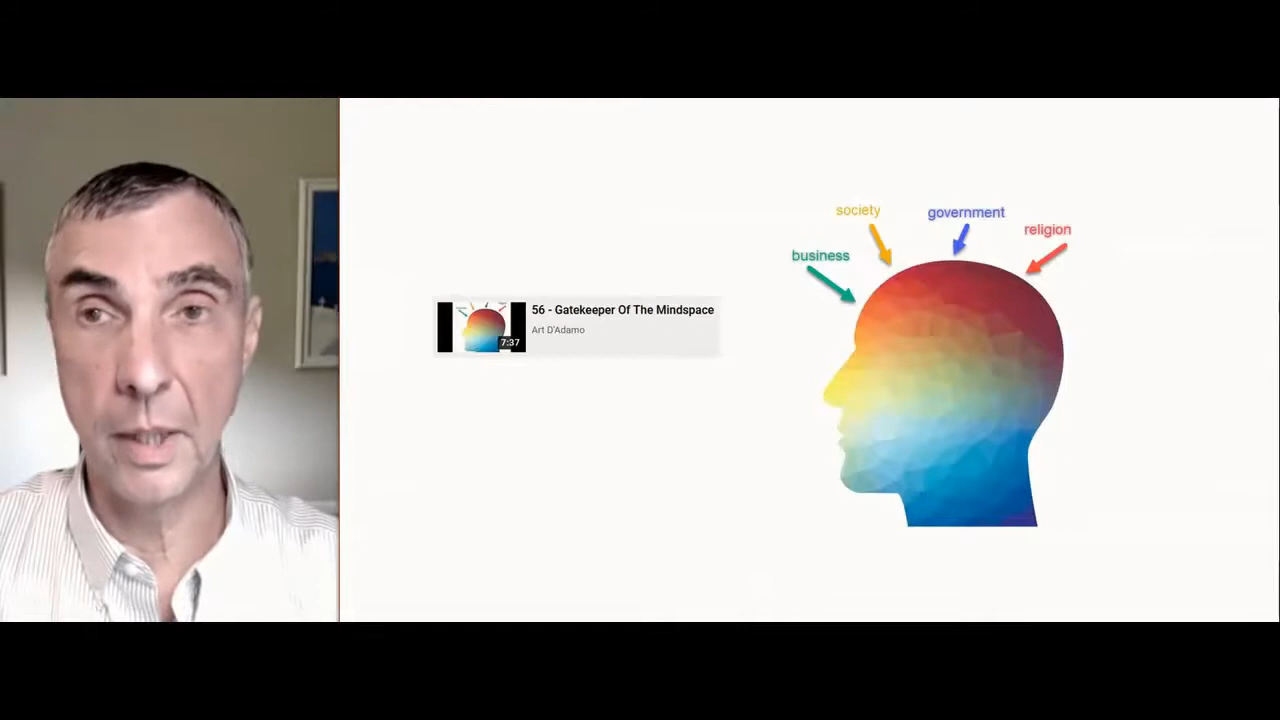 society
government
religion
business
56 - Gatekeeper Of The Mindspace
Art D'Adamo
7:37